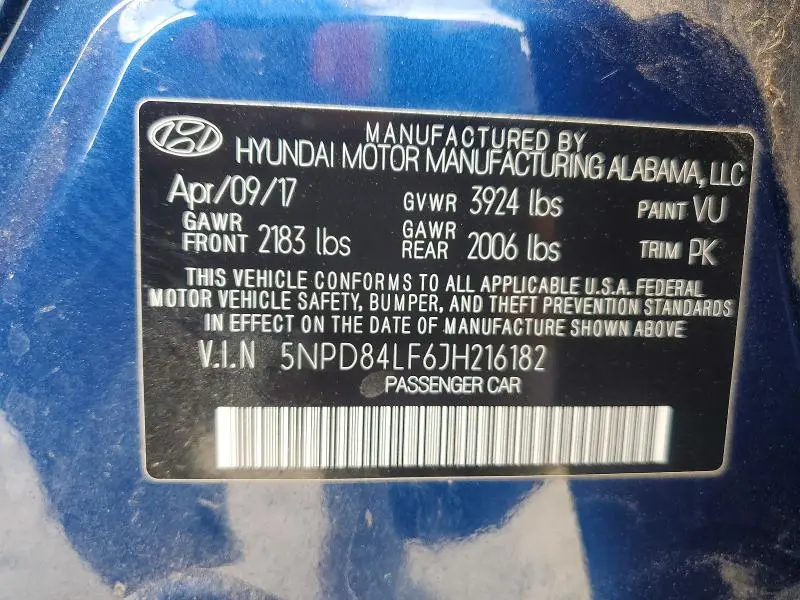 MANUFACTURED BY
HYUNDAI MOTOR MANUFACTURING ALABAMA, LLC
Apr/09/17 GVWR 3924 lbs PAINT VU
GAWR FRONT 2183 lbs GAWR REAR 2006 lbs TRIM PK
THIS VEHICLE CONFORMS TO ALL APPLICABLE U.S.A. FEDERAL
MOTOR VEHICLE SAFETY, BUMPER, AND THEFT PREVENTION STANDARDS
IN EFFECT ON THE DATE OF MANUFACTURE SHOWN ABOVE
V.I.N 5NPD84LF6JH216182
PASSENGER CAR